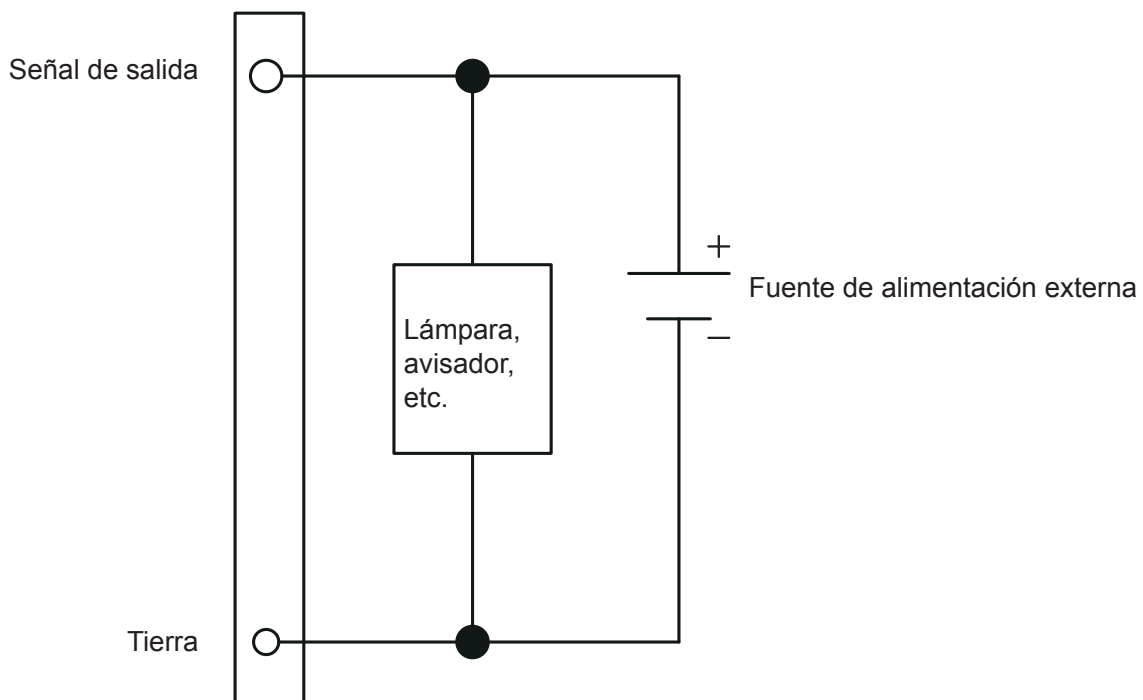 Señal de salida
+
Fuente de alimentación externa
−
Lámpara,
avisador,
etc.
Tierra